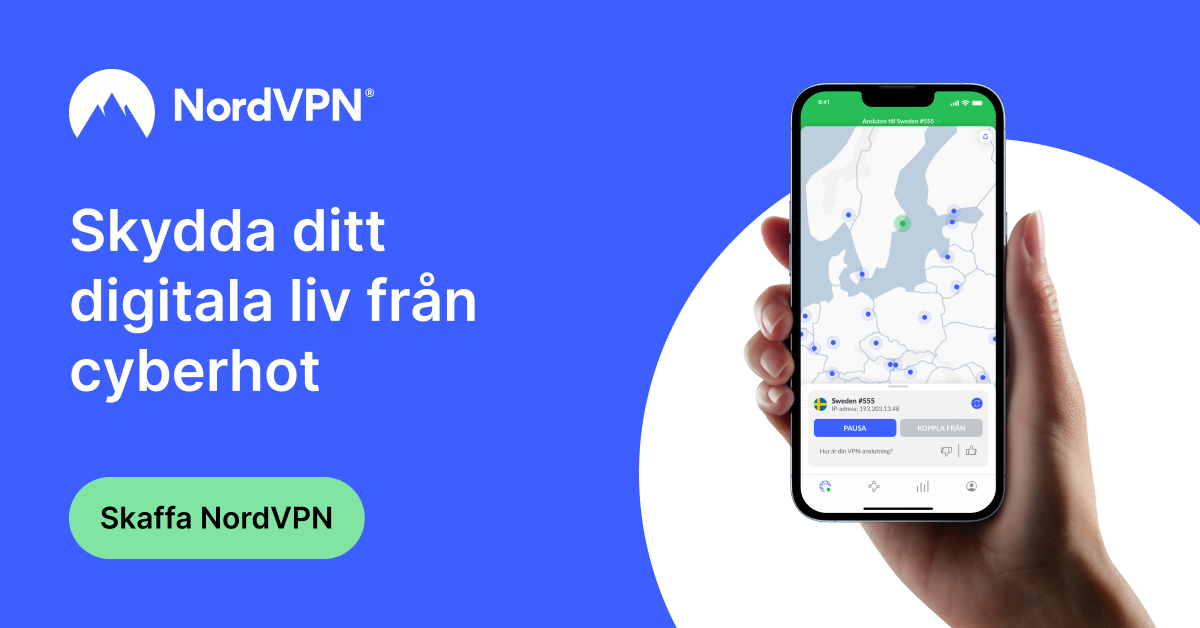 NordVPN®
Skydda ditt
digitala liv från
cyberhot
Skaffa NordVPN
9:41
Ansluten till Sweden #555
Sweden #555
IP-adress: 193.203.13.48
PAUSA
KOPPLA FRÅN
Hur är din VPN-anslutning?